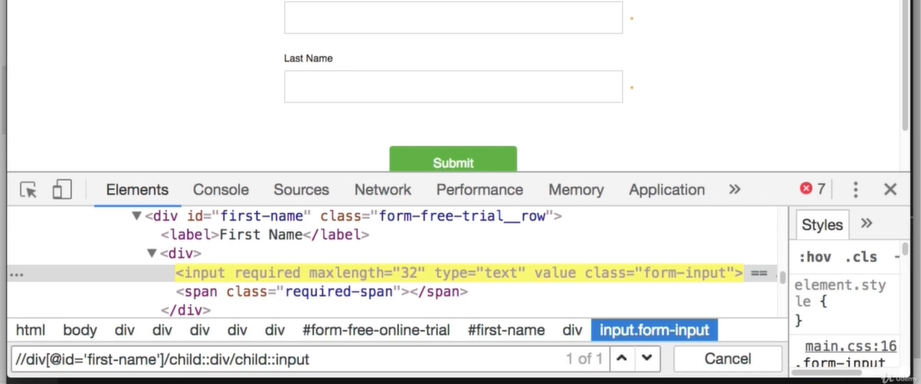 *
Last Name
*
Submit
Elements Console Sources Network Performance Memory Application » 7
<div id="first-name" class="form-free-trial__row">
<label>First Name</label>
<div>
... <input required maxlength="32" type="text" value class="form-input"> ==
<span class="required-span"></span>
</div>
html body div div div div div #form-free-online-trial #first-name div input.form-input
//div[@id='first-name']/child::div/child::input 1 of 1 Cancel
Styles »
:hov .cls
element.sty
le {
}
main.css:16
.form-input